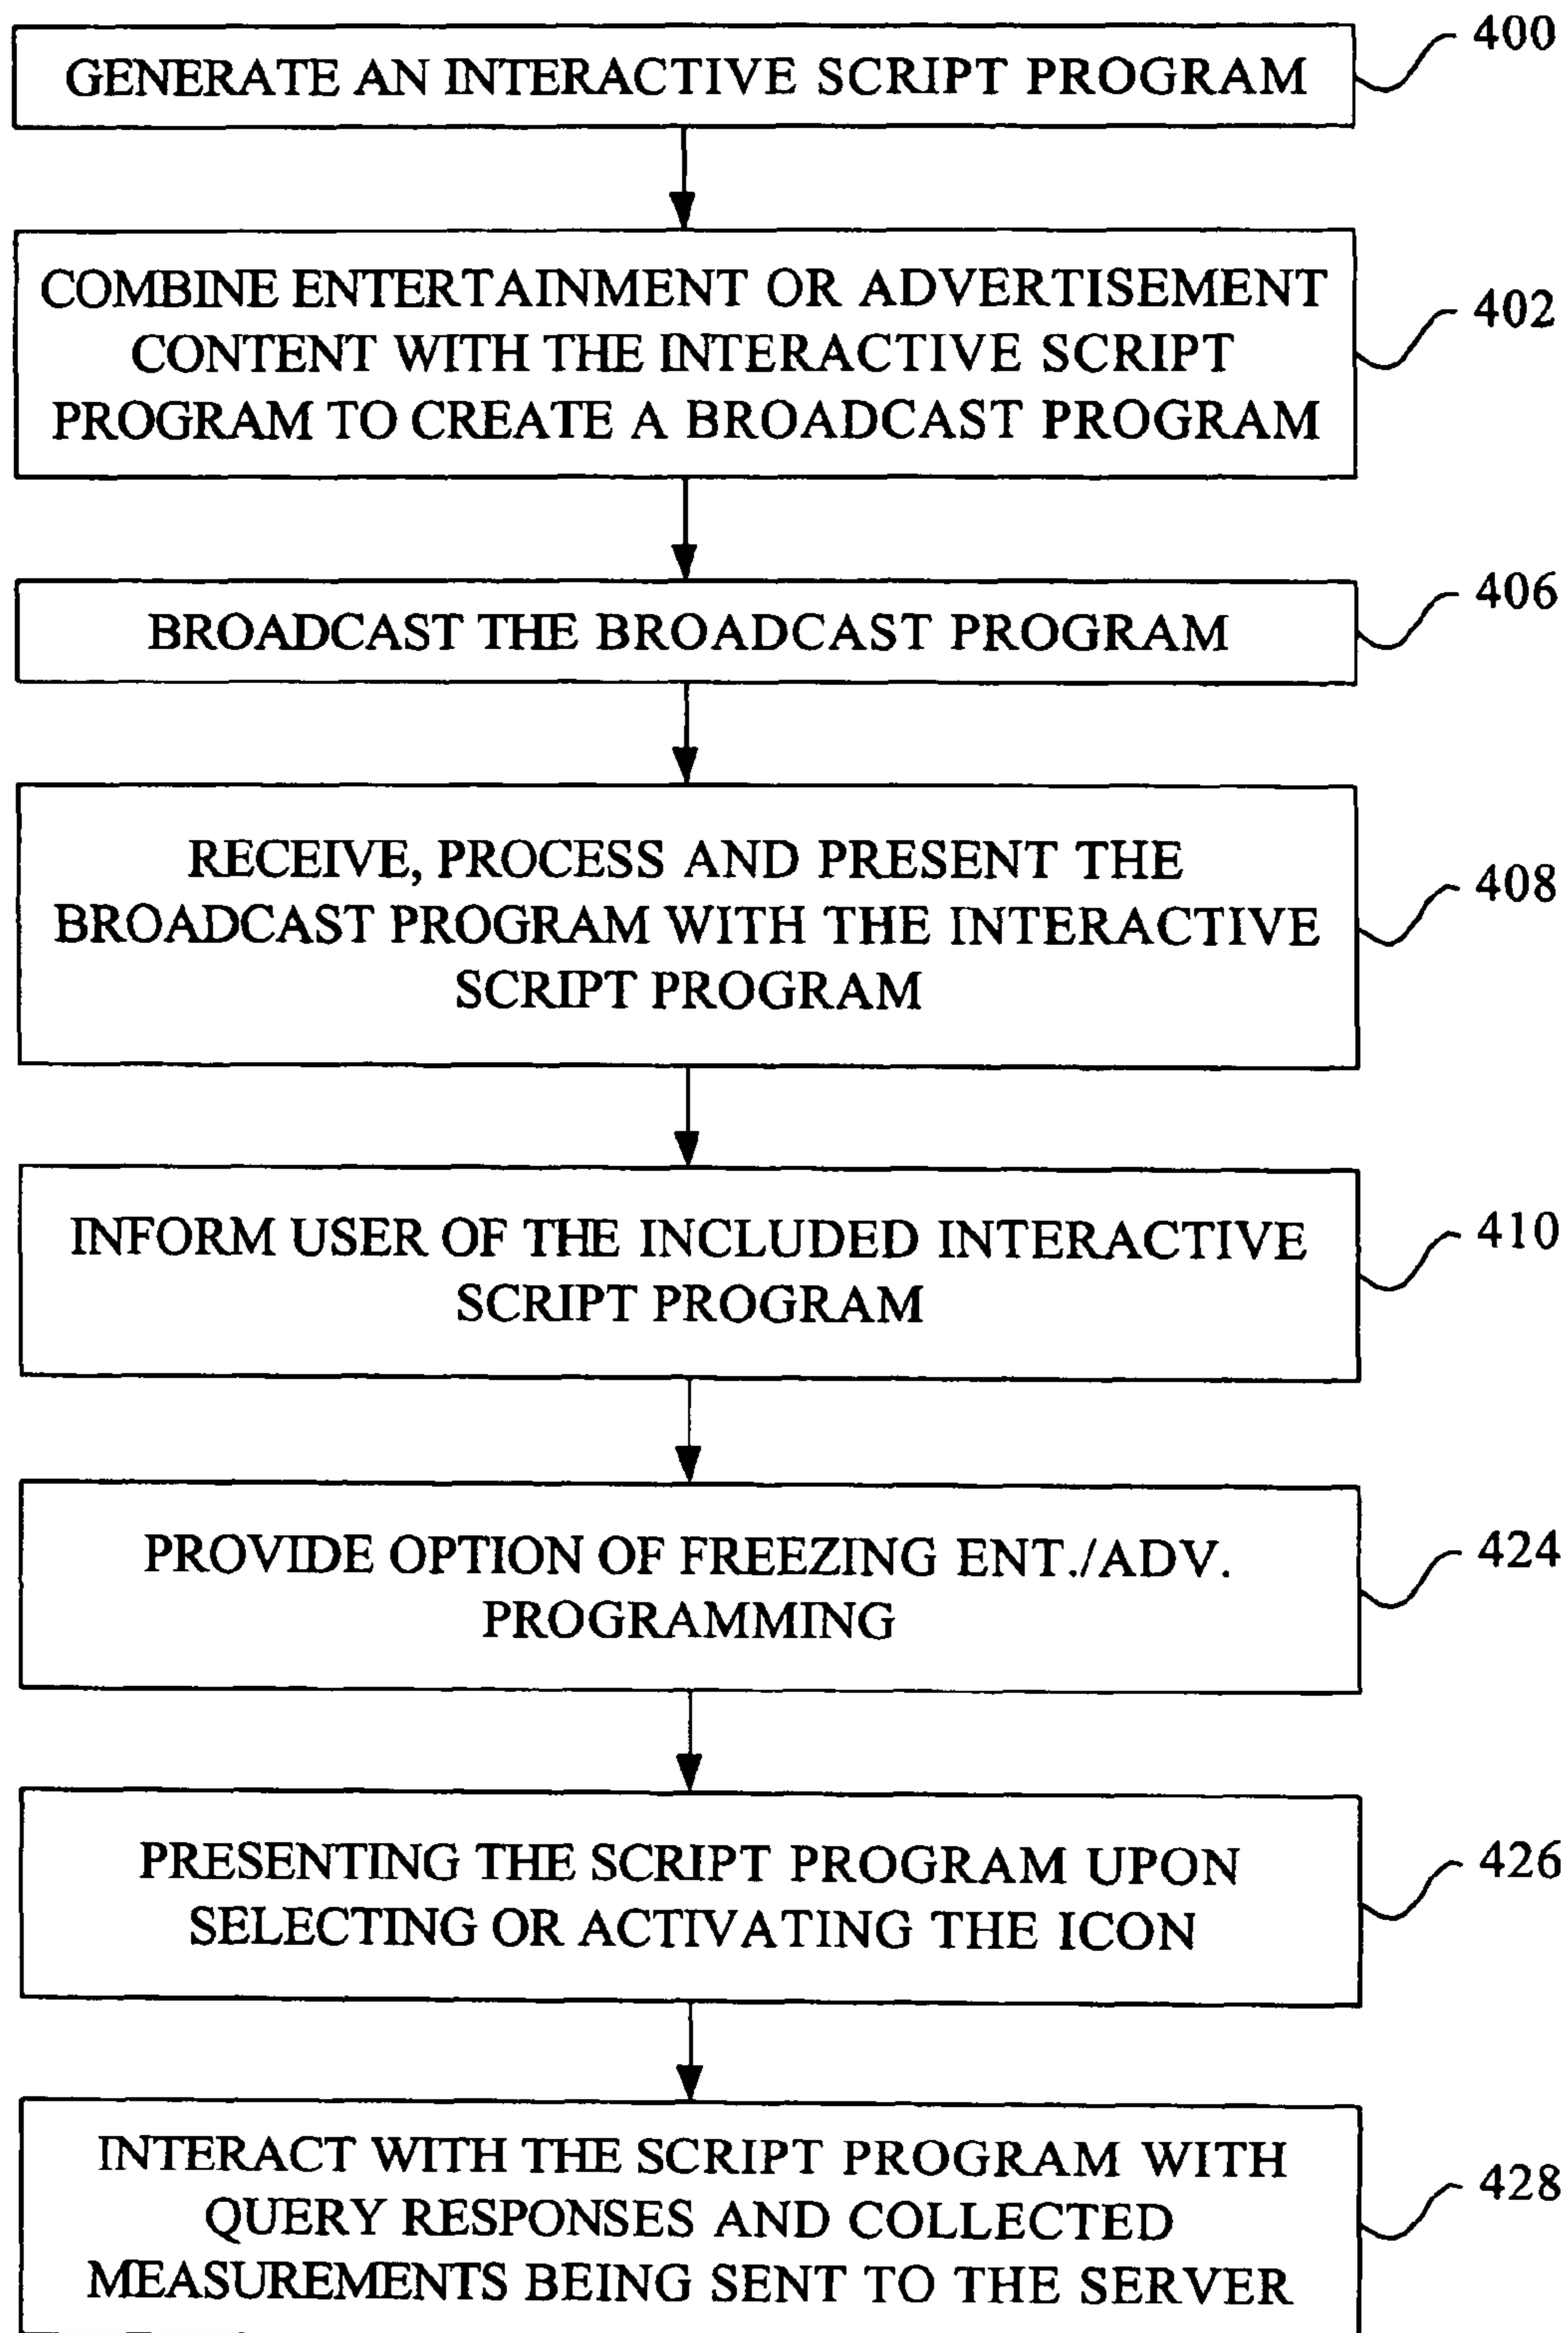 GENERATE AN INTERACTIVE SCRIPT PROGRAM
400
COMBINE ENTERTAINMENT OR ADVERTISEMENT
CONTENT WITH THE INTERACTIVE SCRIPT
PROGRAM TO CREATE A BROADCAST PROGRAM
402
BROADCAST THE BROADCAST PROGRAM
406
RECEIVE, PROCESS AND PRESENT THE
BROADCAST PROGRAM WITH THE INTERACTIVE
SCRIPT PROGRAM
408
INFORM USER OF THE INCLUDED INTERACTIVE
SCRIPT PROGRAM
410
PROVIDE OPTION OF FREEZING ENT./ADV.
PROGRAMMING
424
PRESENTING THE SCRIPT PROGRAM UPON
SELECTING OR ACTIVATING THE ICON
426
INTERACT WITH THE SCRIPT PROGRAM WITH
QUERY RESPONSES AND COLLECTED
MEASUREMENTS BEING SENT TO THE SERVER
428